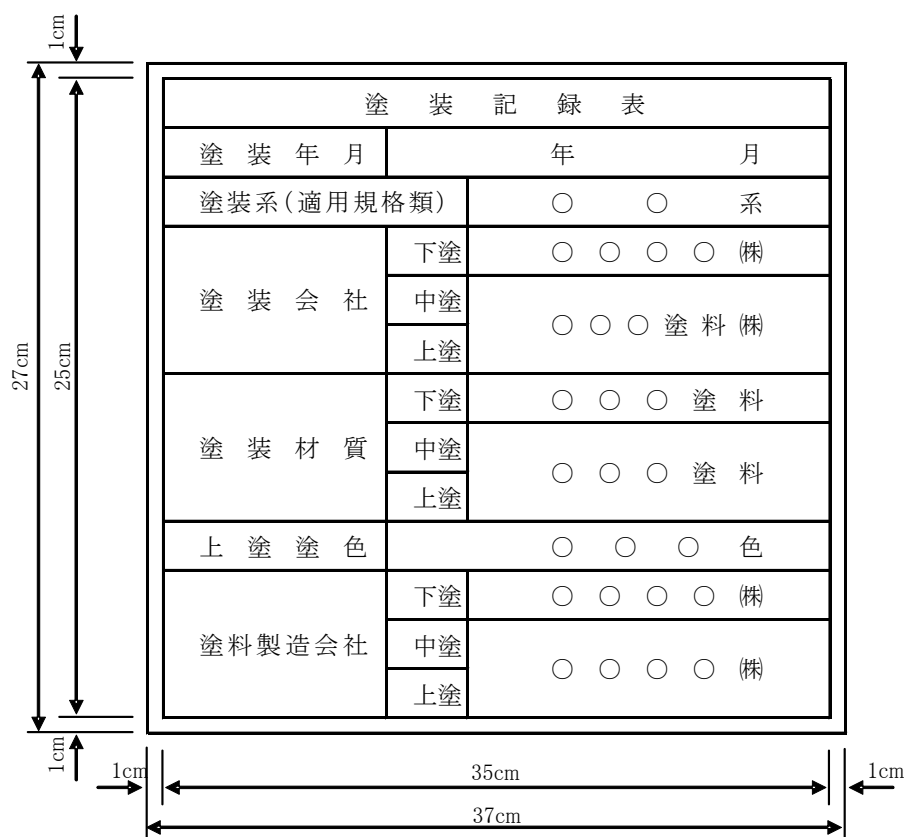 1cm
塗装記録表
塗装年月 年 月
塗装系(適用規格類) ○○系
塗装会社 下塗 ○○○○㈱
中塗 ○○○塗料㈱
上塗
塗装材質 下塗 ○○○塗料
中塗 ○○○塗料
上塗
上塗塗色 ○○○色
塗料製造会社 下塗 ○○○○㈱
中塗 ○○○○㈱
上塗
27cm
25cm
1cm
1cm
35cm
1cm
37cm